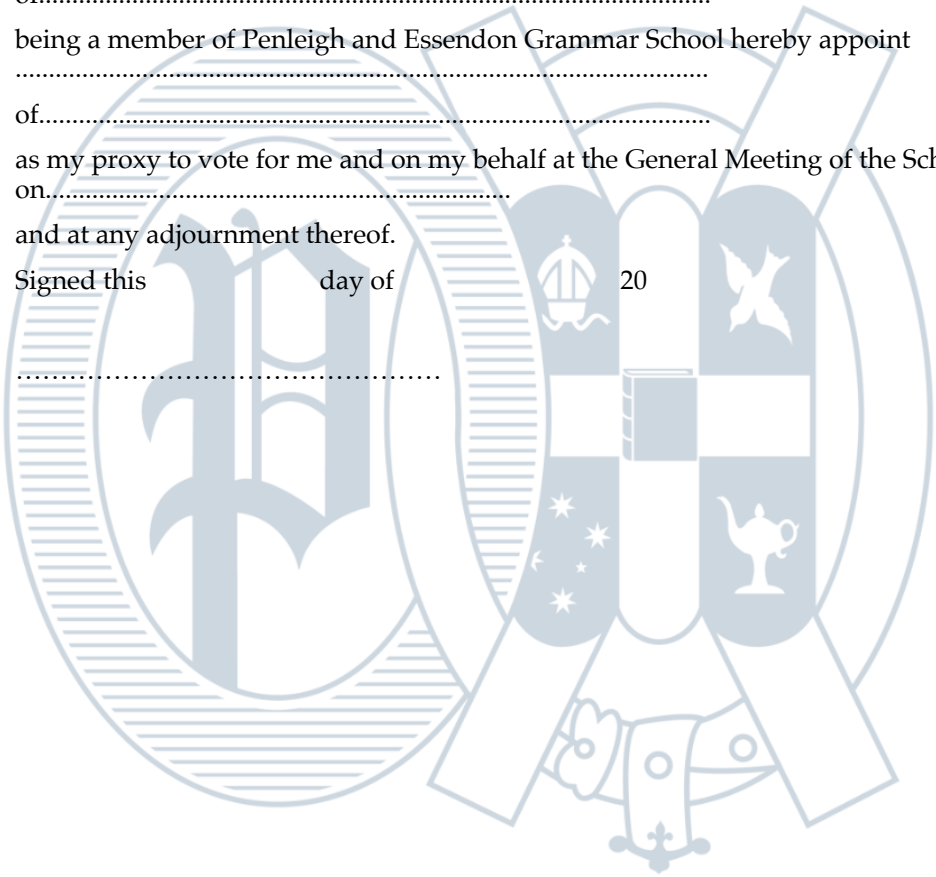 of.....................................................................................................
being a member of Penleigh and Essendon Grammar School hereby appoint
........................................................................................................
of.....................................................................................................
as my proxy to vote for me and on my behalf at the General Meeting of the Sch
on.....................................................................
and at any adjournment thereof.
Signed this day of 20
…………………………………………
P